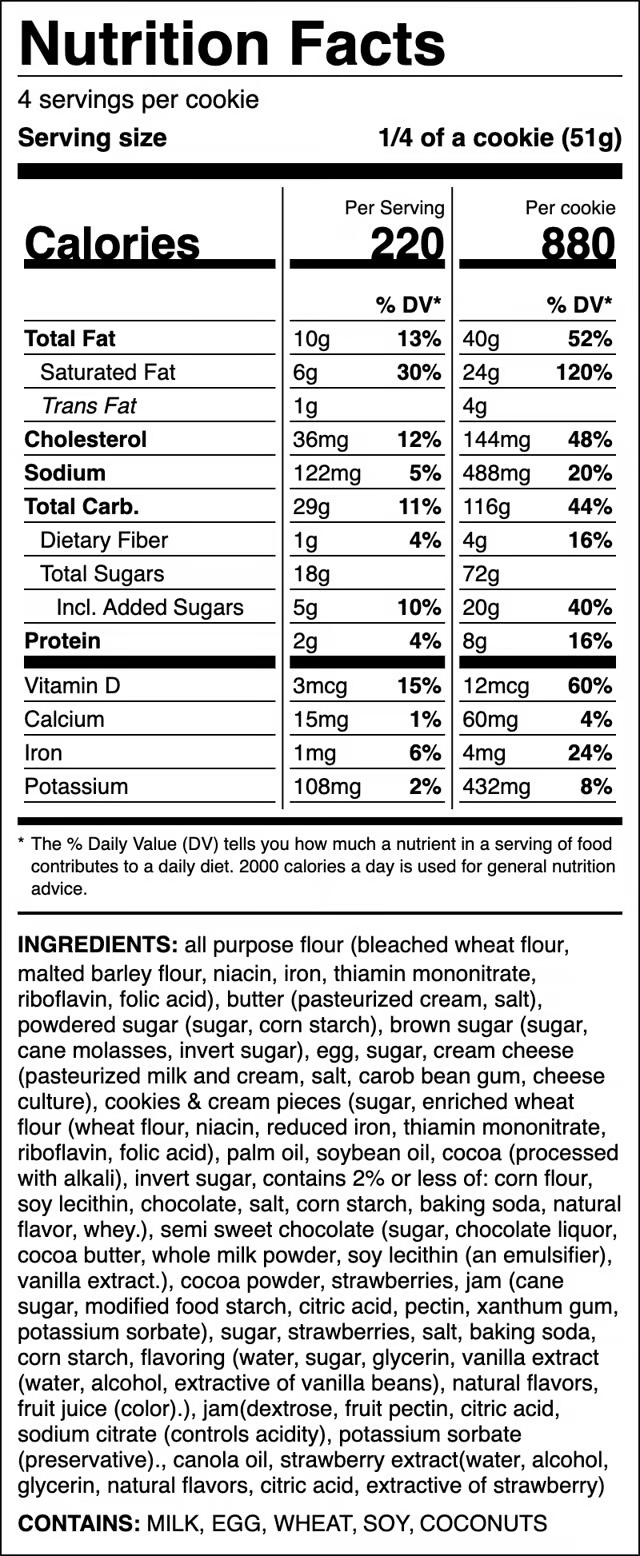 Nutrition Facts
4 servings per cookie
Serving size 1/4 of a cookie (51g)
Per Serving Per cookie
Calories 220 880
% DV* % DV*
Total Fat 10g 13% 40g 52%
Saturated Fat 6g 30% 24g 120%
Trans Fat 1g 4g
Cholesterol 36mg 12% 144mg 48%
Sodium 122mg 5% 488mg 20%
Total Carb. 29g 11% 116g 44%
Dietary Fiber 1g 4% 4g 16%
Total Sugars 18g 72g
Incl. Added Sugars 5g 10% 20g 40%
Protein 2g 4% 8g 16%
Vitamin D 3mcg 15% 12mcg 60%
Calcium 15mg 1% 60mg 4%
Iron 1mg 6% 4mg 24%
Potassium 108mg 2% 432mg 8%
* The % Daily Value (DV) tells you how much a nutrient in a serving of food
contributes to a daily diet. 2000 calories a day is used for general nutrition
advice.
INGREDIENTS: all purpose flour (bleached wheat flour,
malted barley flour, niacin, iron, thiamin mononitrate,
riboflavin, folic acid), butter (pasteurized cream, salt),
powdered sugar (sugar, corn starch), brown sugar (sugar,
cane molasses, invert sugar), egg, sugar, cream cheese
(pasteurized milk and cream, salt, carob bean gum, cheese
culture), cookies & cream pieces (sugar, enriched wheat
flour (wheat flour, niacin, reduced iron, thiamin mononitrate,
riboflavin, folic acid), palm oil, soybean oil, cocoa (processed
with alkali), invert sugar, contains 2% or less of: corn flour,
soy lecithin, chocolate, salt, corn starch, baking soda, natural
flavor, whey.), semi sweet chocolate (sugar, chocolate liquor,
cocoa butter, whole milk powder, soy lecithin (an emulsifier),
vanilla extract.), cocoa powder, strawberries, jam (cane
sugar, modified food starch, citric acid, pectin, xanthum gum,
potassium sorbate), sugar, strawberries, salt, baking soda,
corn starch, flavoring (water, sugar, glycerin, vanilla extract
(water, alcohol, extractive of vanilla beans), natural flavors,
fruit juice (color).), jam(dextrose, fruit pectin, citric acid,
sodium citrate (controls acidity), potassium sorbate
(preservative)., canola oil, strawberry extract(water, alcohol,
glycerin, natural flavors, citric acid, extractive of strawberry)
CONTAINS: MILK, EGG, WHEAT, SOY, COCONUTS